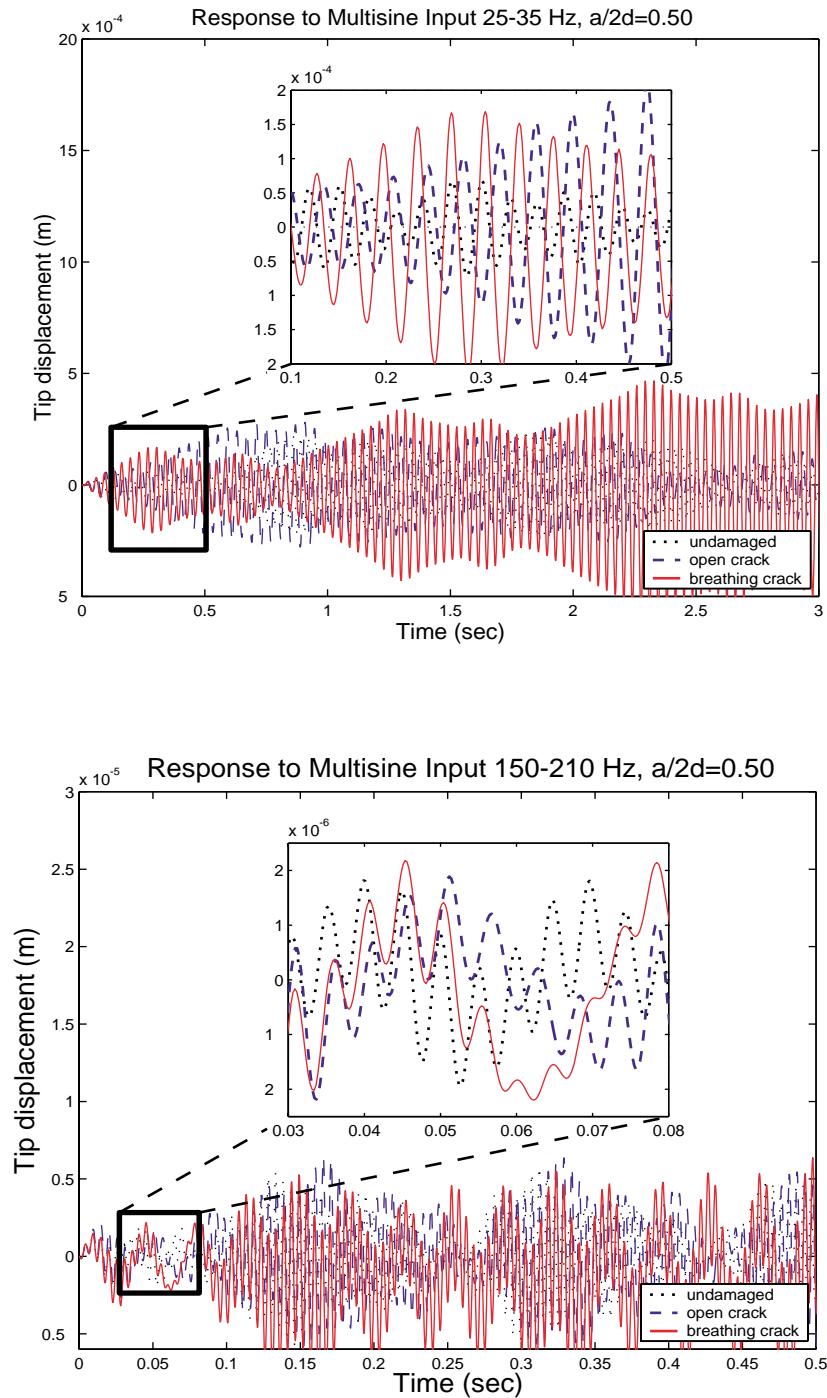 Response to Multisine Input 25-35 Hz, a/2d=0.50
x 10-4
20
15
10
5
0
5
Tip displacement (m)
x 10-4
2
1.5
1
0.5
0
0.5
1
1.5
2
0.1 0.2 0.3 0.4 0.5
undamaged
open crack
breathing crack
0 0.5 1 1.5 2 2.5 3
Time (sec)
Response to Multisine Input 150-210 Hz, a/2d=0.50
x 10-5
3
2.5
2
1.5
1
0.5
0
0.5
Tip displacement (m)
x 10-6
2
1
0
1
2
0.03 0.04 0.05 0.06 0.07 0.08
undamaged
open crack
breathing crack
0 0.05 0.1 0.15 0.2 0.25 0.3 0.35 0.4 0.45 0.5
Time (sec)